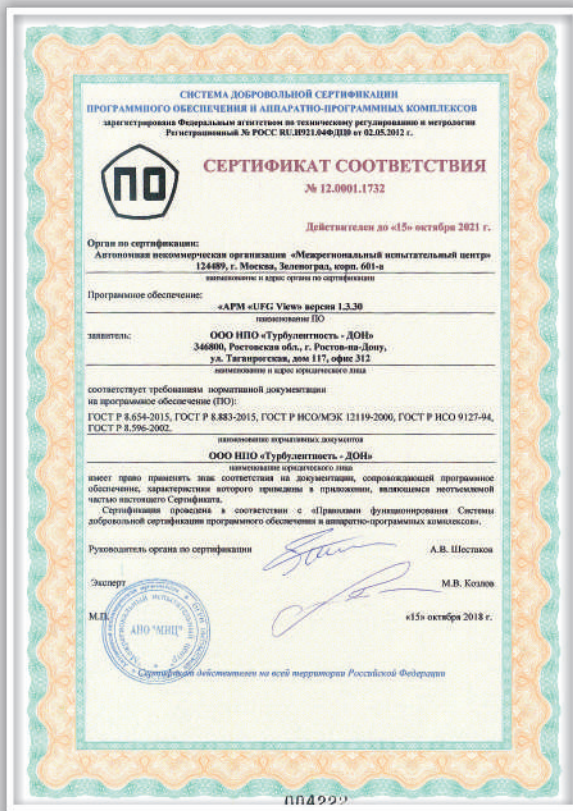 СИСТЕМА ДОБРОВОЛЬНОЙ СЕРТИФИКАЦИИ
ПРОГРАММНОГО ОБЕСПЕЧЕНИЯ И АППАРАТНО-ПРОГРАММНЫХ КОМПЛЕКСОВ
зарегистрирована Федеральным агентством по техническому регулированию и метрологии
Регистрационный № РОСС RU.И921.04ФДЦ0 от 02.05.2012 г.
ПО
СЕРТИФИКАТ СООТВЕТСТВИЯ
№ 12.0001.1732
Действителен до «15» октября 2021 г.
Орган по сертификации:
Автономная некоммерческая организация «Межрегиональный испытательный центр»
124489, г. Москва, Зеленоград, корп. 601-а
наименование и адрес органа по сертификации
Программное обеспечение:
«АРМ «UFG View» версия 1.3.30
наименование ПО
заявитель:
ООО НПО «Турбулентность - ДОН»
346800, Ростовская обл., г. Ростов-на-Дону,
ул. Таганрогская, дом 117, офис 312
наименование и адрес юридического лица
соответствует требованиям нормативной документации
на программное обеспечение (ПО):
ГОСТ Р 8.654-2015, ГОСТ Р 8.883-2015, ГОСТ Р ИСО/МЭК 12119-2000, ГОСТ Р ИСО 9127-94,
ГОСТ Р 8.596-2002.
наименование нормативных документов
ООО НПО «Турбулентность - ДОН»
наименование юридического лица
имеет право применять знак соответствия на документации, сопровождающей программное
обеспечение, характеристики которого приведены в приложении, являющемся неотъемлемой
частью настоящего Сертификата.
Сертификация проведена в соответствии с «Правилами функционирования Системы
добровольной сертификации программного обеспечения и аппаратно-программных комплексов».
Руководитель органа по сертификации
А.В. Шестаков
Эксперт
М.В. Козлов
М.П.
АНО "МИЦ"
«15» октября 2018 г.
Сертификат действителен на всей территории Российской Федерации